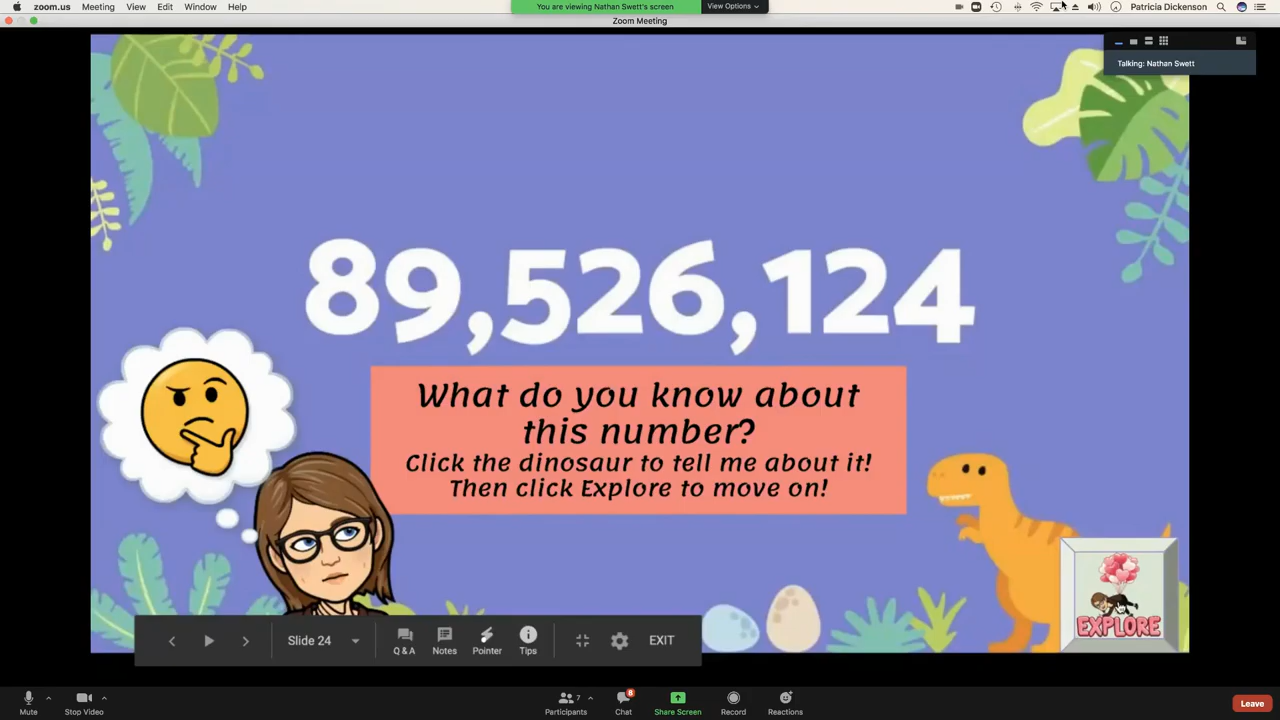 zoom.us Meeting View Edit Window Help
You are viewing Nathan Swett's screen
View Options
Patricia Dickenson
Zoom Meeting
Talking: Nathan Swett
89,526,124
What do you know about
this number?
Click the dinosaur to tell me about it!
Then click Explore to move on!
EXPLORE
Slide 24
Q & A
Notes
Pointer
Tips
EXIT
Mute
Stop Video
7
Participants
8
Chat
Share Screen
Record
Reactions
Leave